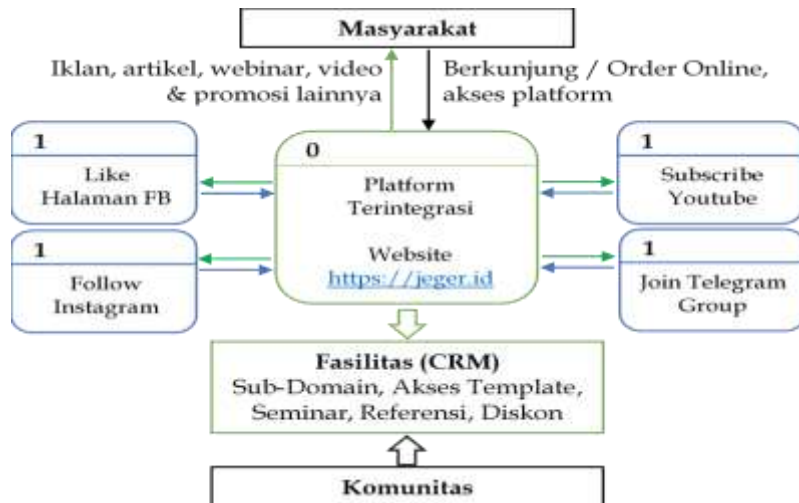 Masyarakat
Iklan, artikel, webinar, video
& promosi lainnya
Berkunjung / Order Online,
akses platform
1
Like
Halaman FB
1
Follow
Instagram
0
Platform
Terintegrasi
Website
https://jeger.id
1
Subscribe
Youtube
1
Join Telegram
Group
Fasilitas (CRM)
Sub-Domain, Akses Template,
Seminar, Referensi, Diskon
Komunitas